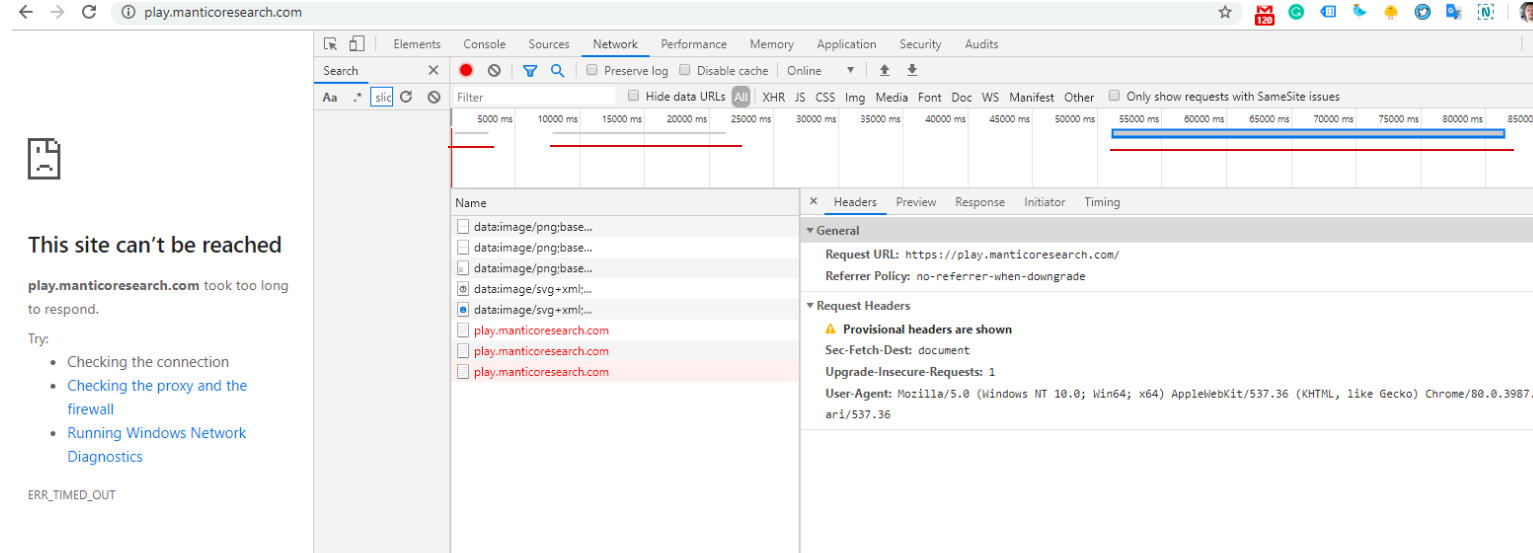 play.manticoresearch.com
120
Elements Console Sources Network Performance Memory Application Security Audits
Search × Preserve log Disable cache Online ▼
Aa .* slic Filter Hide data URLs All XHR JS CSS Img Media Font Doc WS Manifest Other Only show requests with SameSite issues
5000 ms 10000 ms 15000 ms 20000 ms 25000 ms 30000 ms 35000 ms 40000 ms 45000 ms 50000 ms 55000 ms 60000 ms 65000 ms 70000 ms 75000 ms 80000 ms 85000
This site can’t be reached
play.manticoresearch.com took too long
to respond.
Try:
• Checking the connection
• Checking the proxy and the
firewall
• Running Windows Network
Diagnostics
ERR_TIMED_OUT
Name
data:image/png;base...
data:image/png;base...
data:image/png;base...
data:image/svg+xml;...
data:image/svg+xml;...
play.manticoresearch.com
play.manticoresearch.com
play.manticoresearch.com
× Headers Preview Response Initiator Timing
▼ General
Request URL: https://play.manticoresearch.com/
Referrer Policy: no-referrer-when-downgrade
▼ Request Headers
Provisional headers are shown
Sec-Fetch-Dest: document
Upgrade-Insecure-Requests: 1
User-Agent: Mozilla/5.0 (Windows NT 10.0; Win64; x64) AppleWebKit/537.36 (KHTML, like Gecko) Chrome/80.0.3987.
ari/537.36